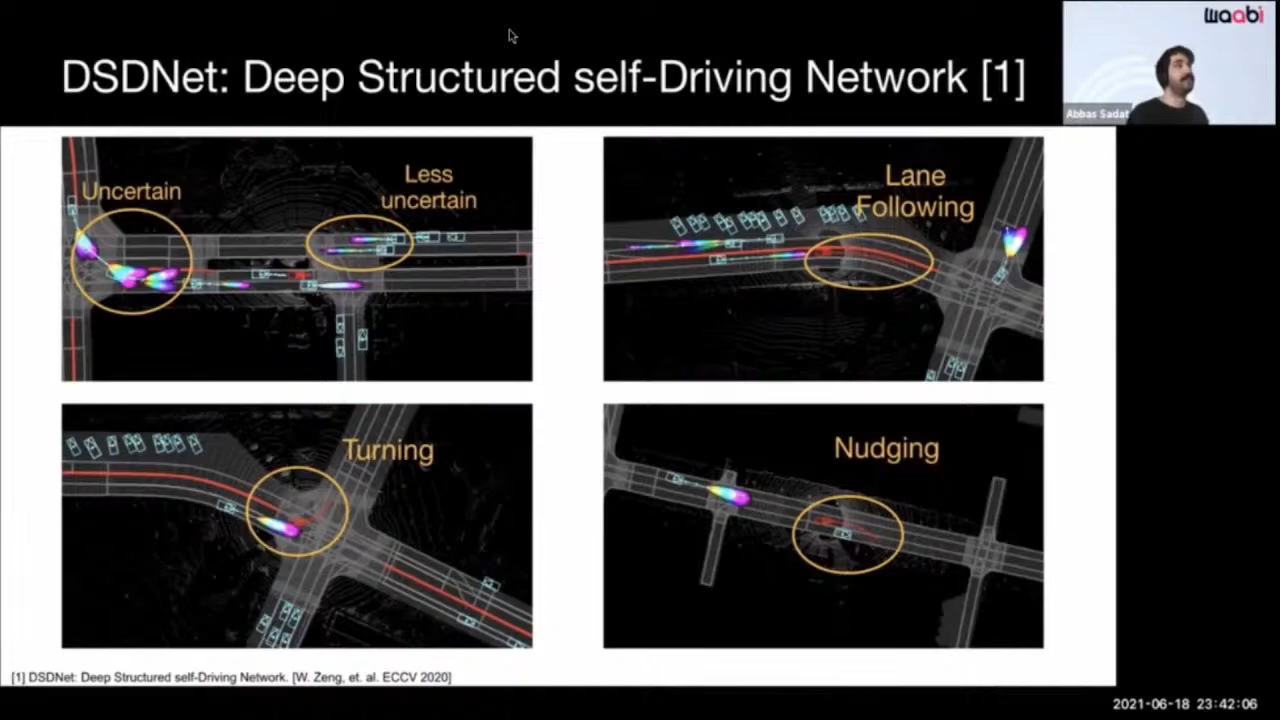 waabi
DSDNet: Deep Structured self-Driving Network [1]
Abbas Sadat
Uncertain
Less
uncertain
Lane
Following
Turning
Nudging
[1] DSDNet: Deep Structured self-Driving Network. [W. Zeng, et. al. ECCV 2020]
2021-06-18 23:42:06